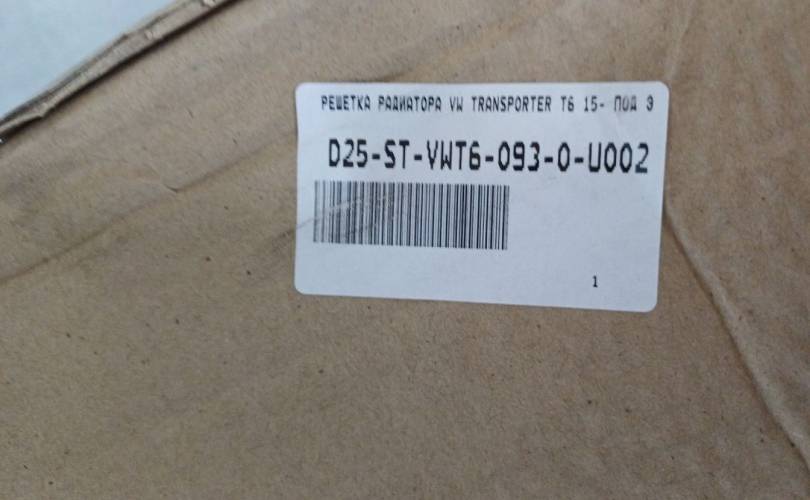 РЕШЕТКА РАДИАТОРА VW TRANSPORTER T6 15- ПОД Э
D25-ST-VWT6-093-0-U002
1